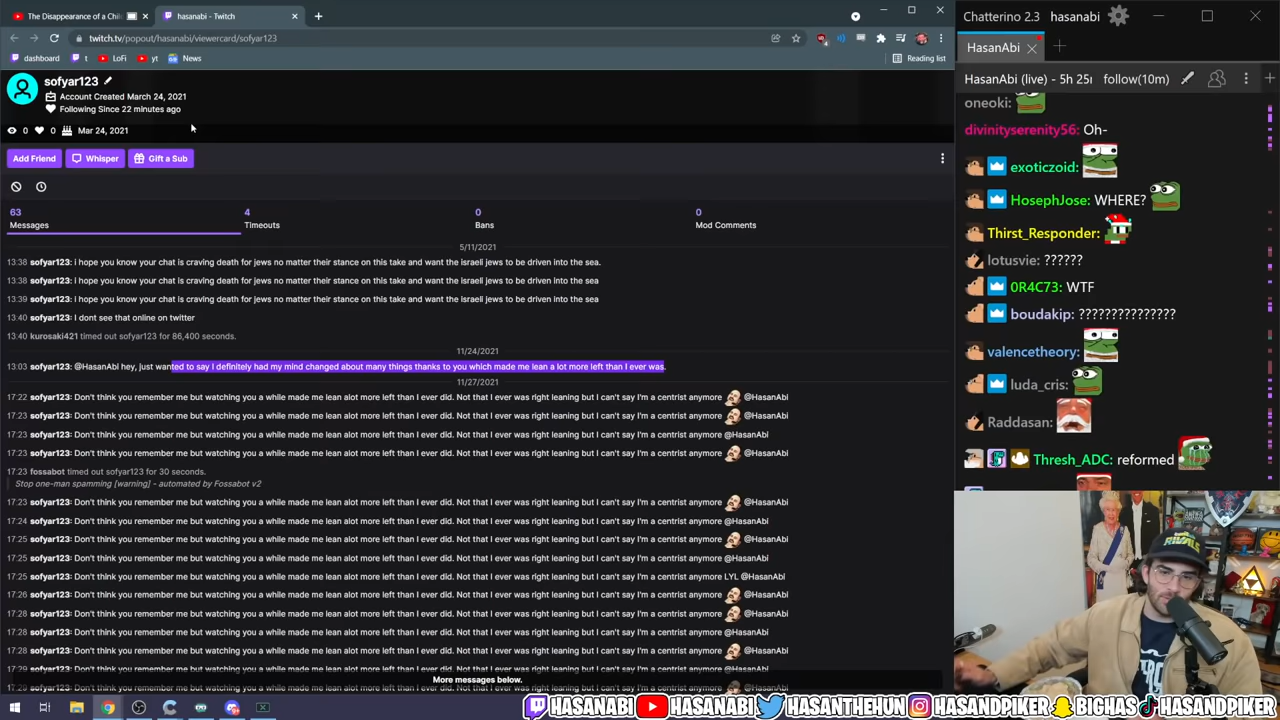 The Disappearance of a Chil
hasanabi - Twitch
twitch.tv/popout/hasanabi/viewercard/sofyar123
dashboard
t
LoFi
yt
News
Reading list
sofyar123
Account Created March 24, 2021
Following Since 22 minutes ago
0
0
Mar 24, 2021
Add Friend
Whisper
Gift a Sub
63
Messages
4
Timeouts
0
Bans
0
Mod Comments
5/11/2021
13:38 sofyar123: i hope you know your chat is craving death for jews no matter their stance on this take and want the israeli jews to be driven into the sea.
13:38 sofyar123: i hope you know your chat is craving death for jews no matter their stance on this take and want the israeli jews to be driven into the sea
13:39 sofyar123: i hope you know your chat is craving death for jews no matter their stance on this take and want the israeli jews to be driven into the sea
13:40 sofyar123: I dont see that online on twitter
13:40 kurosaki421 timed out sofyar123 for 86,400 seconds.
11/24/2021
13:03 sofyar123: @HasanAbi hey, just wanted to say I definitely had my mind changed about many things thanks to you which made me lean a lot more left than I ever was.
11/27/2021
17:22 sofyar123: Don't think you remember me but watching you a while made me lean alot more left than I ever did. Not that I ever was right leaning but I can't say I'm a centrist anymore @HasanAbi
17:23 sofyar123: Don't think you remember me but watching you a while made me lean alot more left than I ever did. Not that I ever was right leaning but I can't say I'm a centrist anymore @HasanAbi
17:23 sofyar123: Don't think you remember me but watching you a while made me lean alot more left than I ever did. Not that I ever was right leaning but I can't say I'm a centrist anymore @HasanAbi
17:23 sofyar123: Don't think you remember me but watching you a while made me lean alot more left than I ever did. Not that I ever was right leaning but I can't say I'm a centrist anymore @HasanAbi
17:23 fossabot timed out sofyar123 for 30 seconds.
Stop one-man spamming [warning] - automated by Fossabot v2
17:23 sofyar123: Don't think you remember me but watching you a while made me lean alot more left than I ever did. Not that I ever was right leaning but I can't say I'm a centrist anymore @HasanAbi
17:24 sofyar123: Don't think you remember me but watching you a while made me lean alot more left than I ever did. Not that I ever was right leaning but I can't say I'm a centrist anymore @HasanAbi
17:25 sofyar123: Don't think you remember me but watching you a while made me lean alot more left than I ever did. Not that I ever was right leaning but I can't say I'm a centrist anymore @HasanAbi
17:25 sofyar123: Don't think you remember me but watching you a while made me lean alot more left than I ever did. Not that I ever was right leaning but I can't say I'm a centrist anymore @HasanAbi
17:25 sofyar123: Don't think you remember me but watching you a while made me lean alot more left than I ever did. Not that I ever was right leaning but I can't say I'm a centrist anymore LYL @HasanAbi
17:26 sofyar123: Don't think you remember me but watching you a while made me lean alot more left than I ever did. Not that I ever was right leaning but I can't say I'm a centrist anymore @HasanAbi
17:28 sofyar123: Don't think you remember me but watching you a while made me lean alot more left than I ever did. Not that I ever was right leaning but I can't say I'm a centrist anymore @HasanAbi
17:28 sofyar123: Don't think you remember me but watching you a while made me lean alot more left than I ever did. Not that I ever was right leaning but I can't say I'm a centrist anymore @HasanAbi
17:28 sofyar123: Don't think you remember me but watching you a while made me lean alot more left than I ever did. Not that I ever was right leaning but I can't say I'm a centrist anymore @HasanAbi
17:29 sofyar123: Don't think you remember me but watching you a while made me lean alot more left than I ever did. Not that I ever was right leaning but I can't say I'm a centrist anymore @HasanAbi
More messages below.
Chatterino 2.3
hasanabi
HasanAbi
HasanAbi (live) - 5h 25
follow(10m)
oneoki:
divinityserenity56: Oh-
exoticzoid:
HosephJose: WHERE?
Thirst_Responder:
lotusvie: ??????
0R4C73: WTF
boudakip: ???????????????
valencetheory:
luda_cris:
Raddasan:
Thresh_ADC: reformed
HASANABI
HASANABI
HASANTHEHUN
HASANDPIKER
BIGHAS
HASANDPIKER